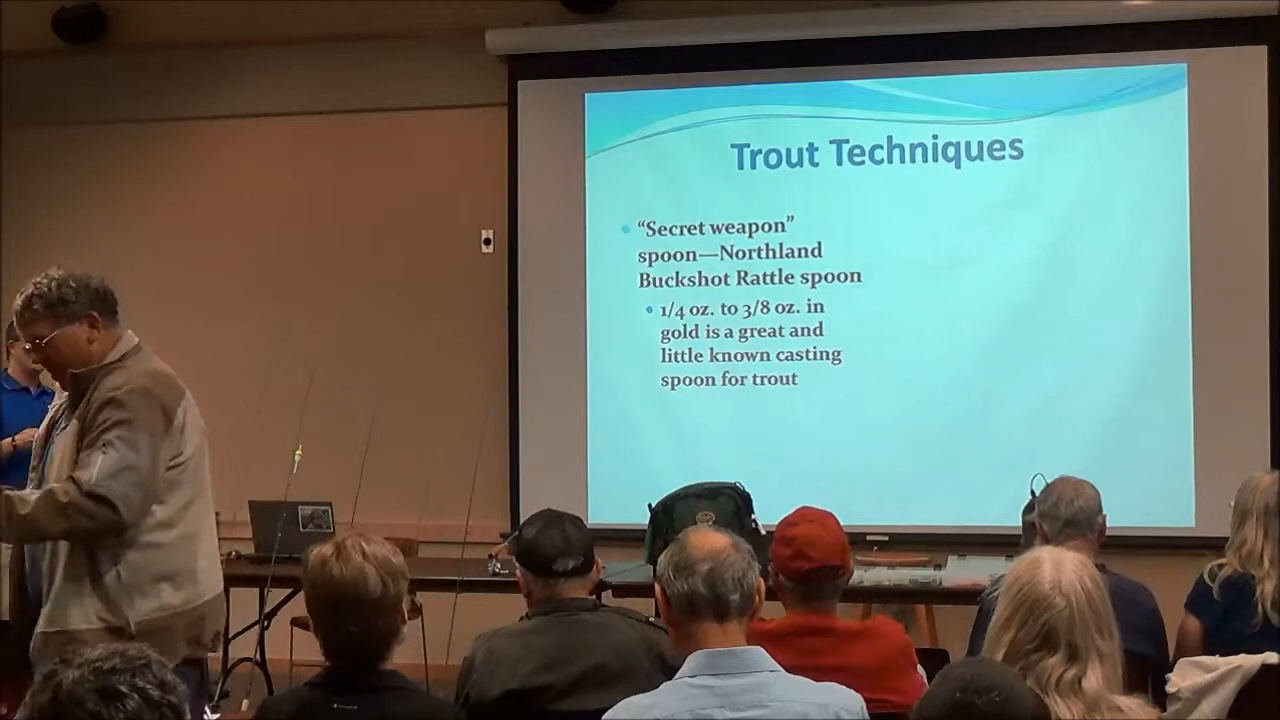 Trout Techniques
“Secret weapon”
spoon—Northland
Buckshot Rattle spoon
1/4 oz. to 3/8 oz. in
gold is a great and
little known casting
spoon for trout